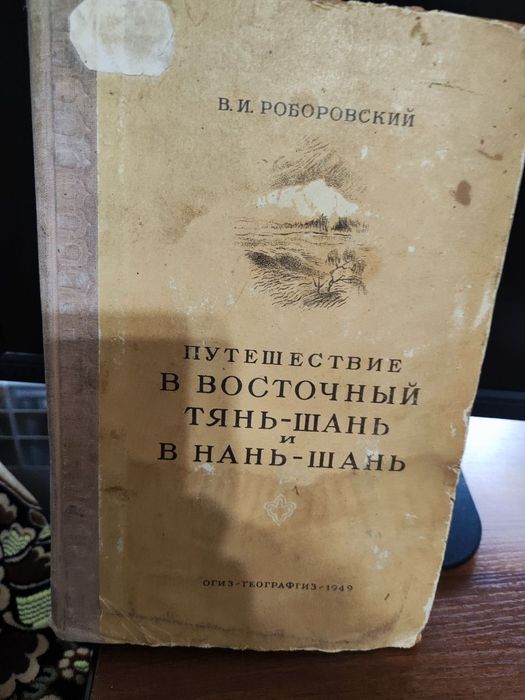 В. И. РОБОРОВСКИЙ
ПУТЕШЕСТВИЕ
В ВОСТОЧНЫЙ
ТЯНЬ-ШАНЬ
И
В НАНЬ-ШАНЬ
ОГИЗ-ГЕОГРАФГИЗ-1949